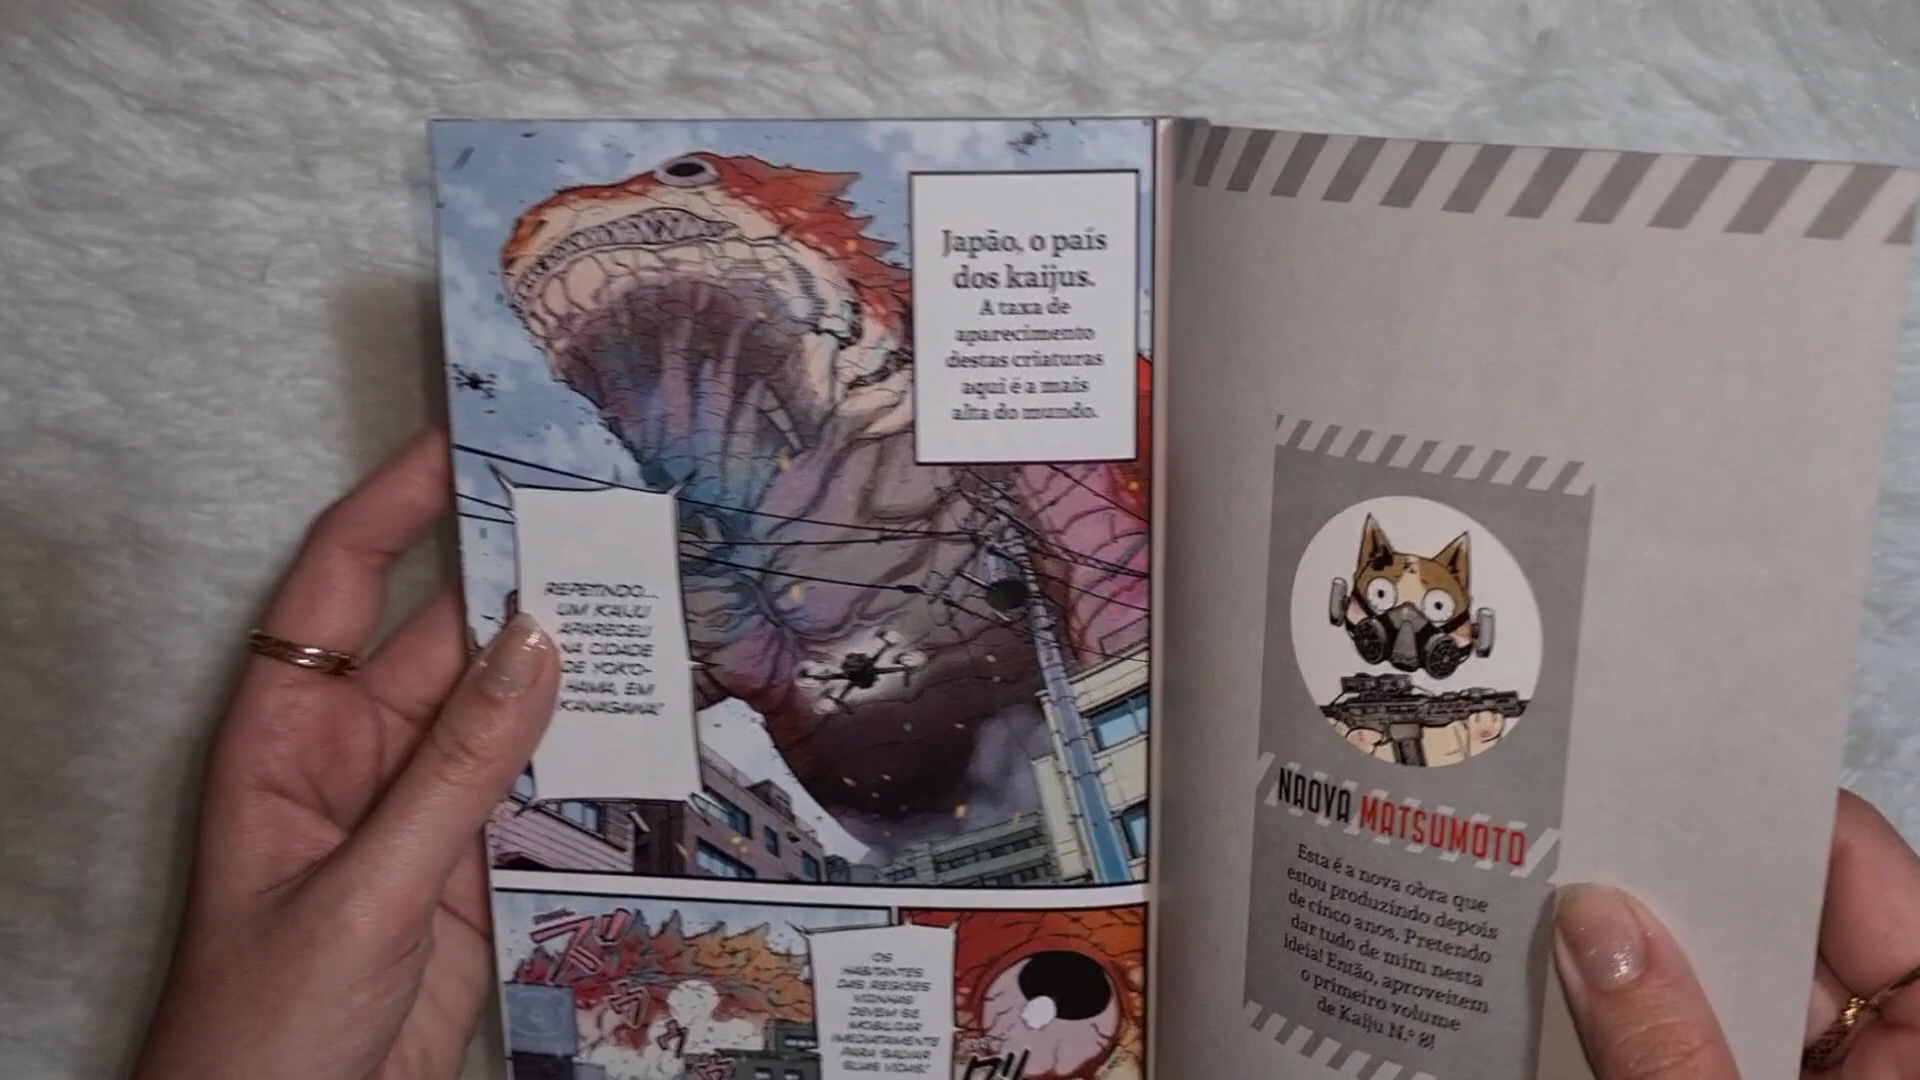 Japão, o país
dos kaijus.
A taxa de
aparecimento
destas criaturas
aqui é a mais
alta do mundo.
REPETINDO...
UM KAIJU
APARECEU
NA CIDADE
DE YOKO-
HAMA, EM
KANAGAWA!
OS
HABITANTES
DAS REGIÕES
VIZINHAS
DEVEM SE
MOBILIZAR
IMEDIATAMENTE
PARA SALVAR
SUAS VIDAS!
NAOYA MATSUMOTO
Esta é a nova obra que
estou produzindo depois
de cinco anos. Pretendo
dar tudo de mim nesta
ideia! Então, aproveitem
o primeiro volume
de Kaiju N.º 8!